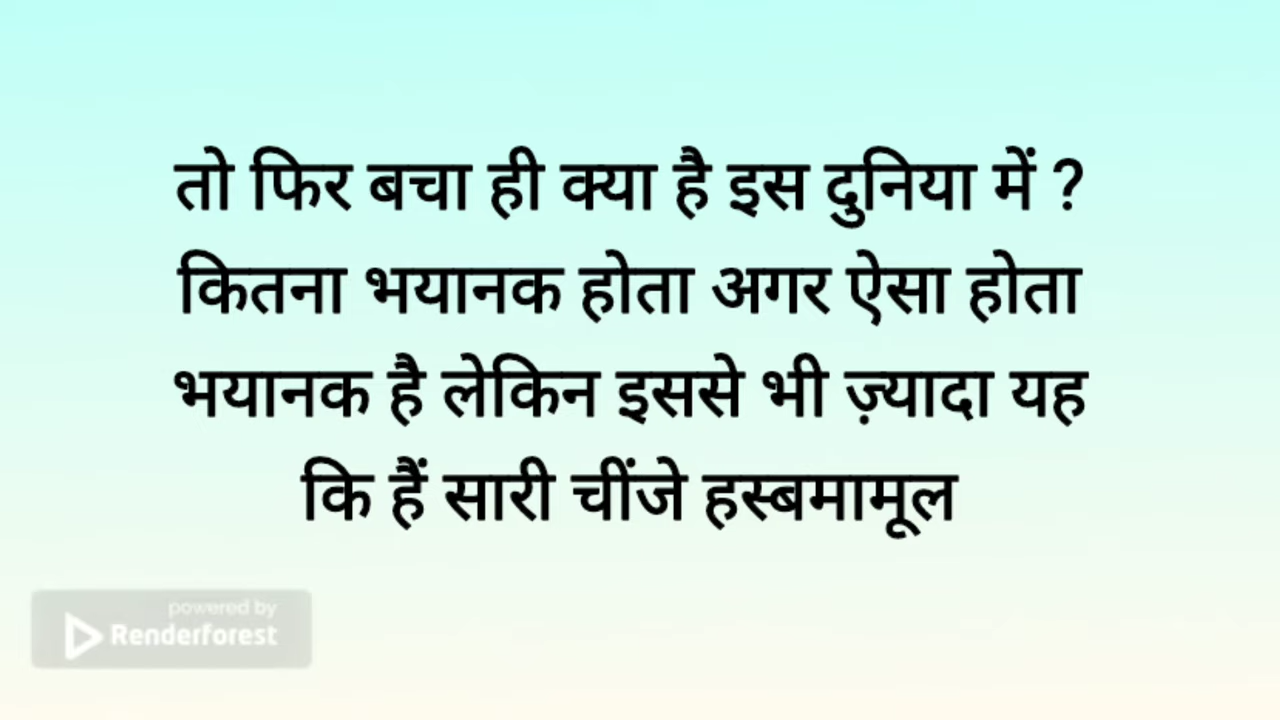 तो फिर बचा ही क्या है इस दुनिया में ?
कितना भयानक होता अगर ऐसा होता
भयानक है लेकिन इससे भी ज़्यादा यह
कि हैं सारी चींजे हस्बमामूल
powered by
Renderforest